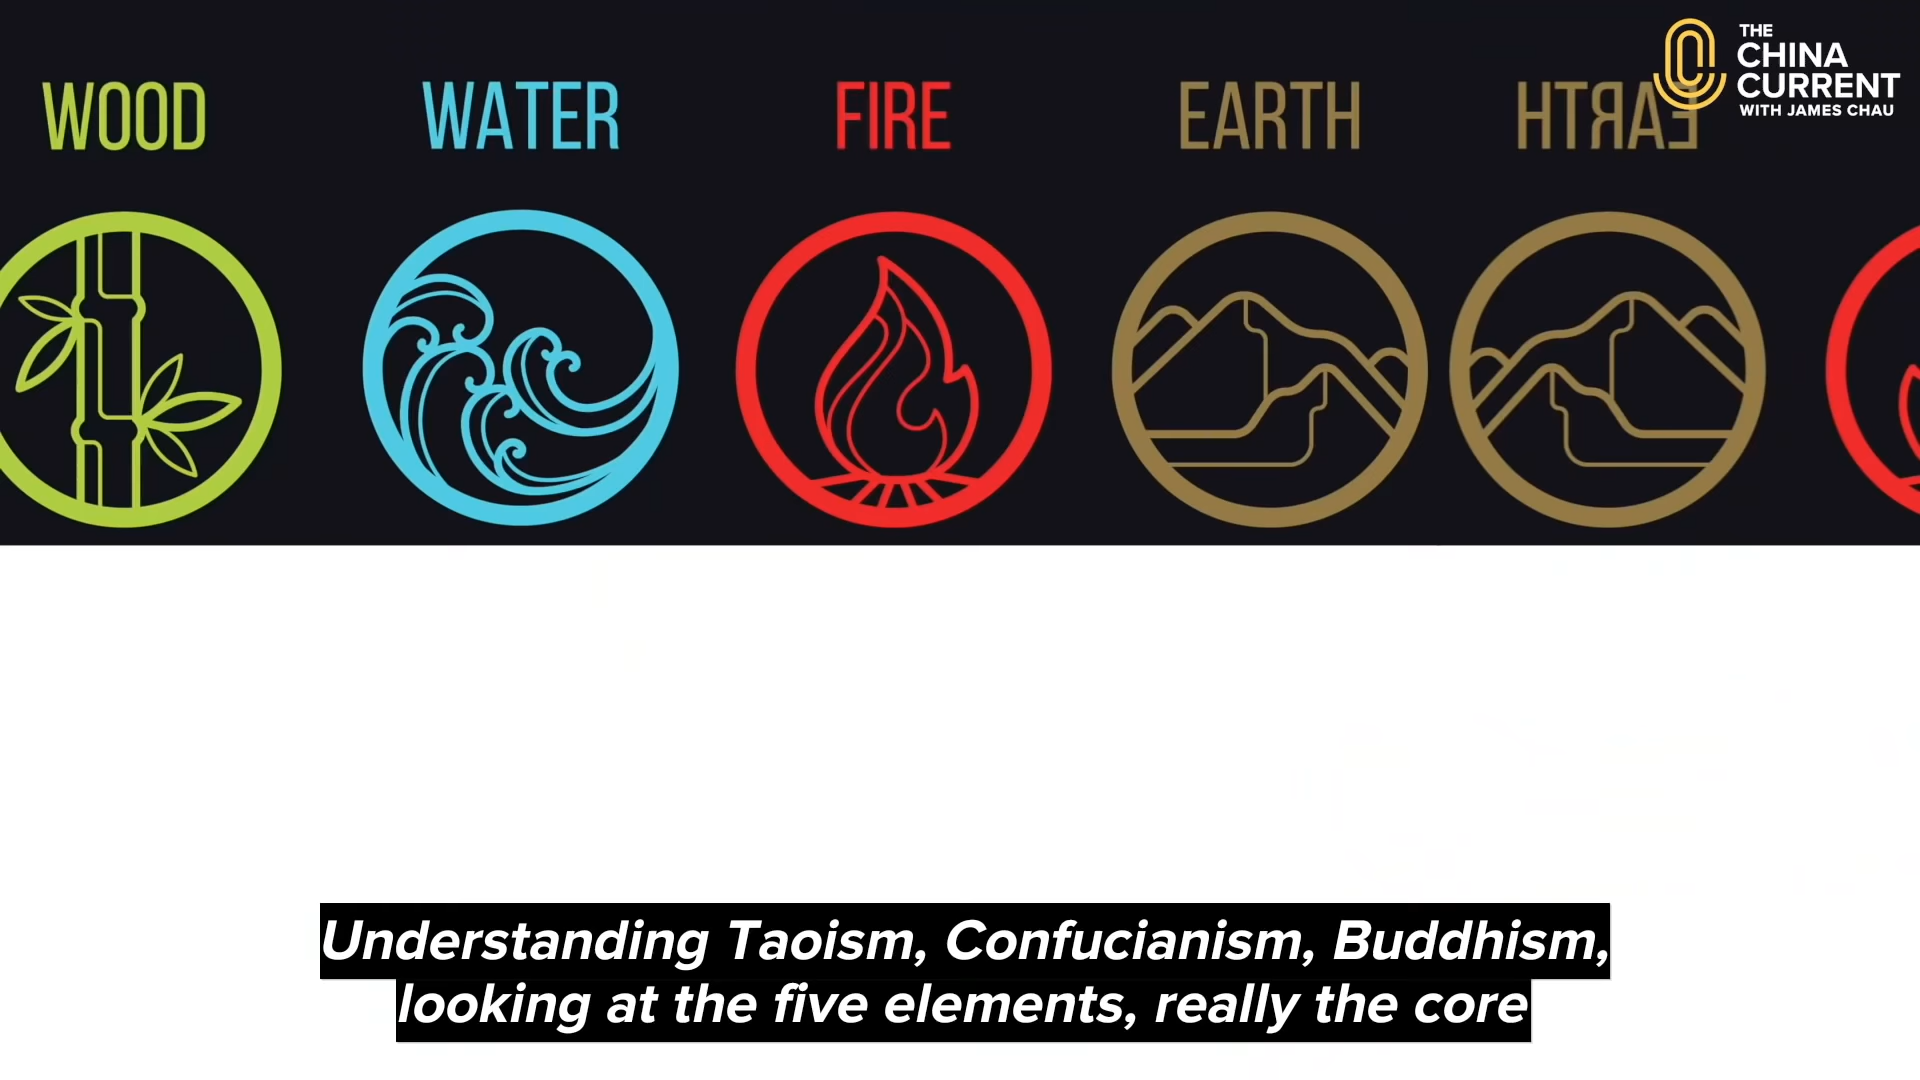 WOOD
WATER
FIRE
EARTH
EARTH
THE
CHINA
CURRENT
WITH JAMES CHAU
Understanding Taoism, Confucianism, Buddhism,
looking at the five elements, really the core